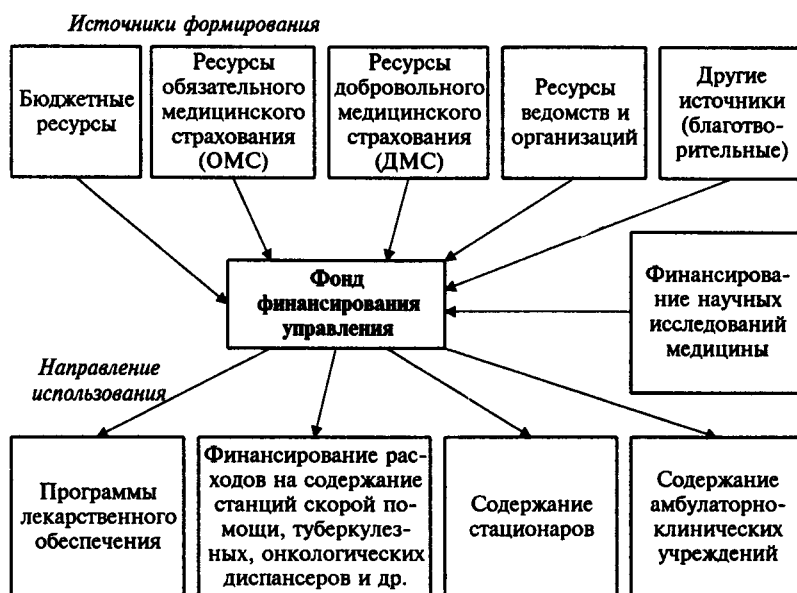 Источники формирования
Бюджетные
ресурсы
Ресурсы
обязательного
медицинского
страхования
(ОМС)
Ресурсы
добровольного
медицинского
страхования
(ДМС)
Ресурсы
ведомств и
организаций
Другие
источники
(благотво-
рительные)
Фонд
финансирования
управления
Финансирова-
ние научных
исследований
медицины
Направление
использования
Программы
лекарственного
обеспечения
Финансирование рас-
ходов на содержание
станций скорой по-
мощи, туберкулез-
ных, онкологических
диспансеров и др.
Содержание
стационаров
Содержание
амбулаторно-
клинических
учреждений